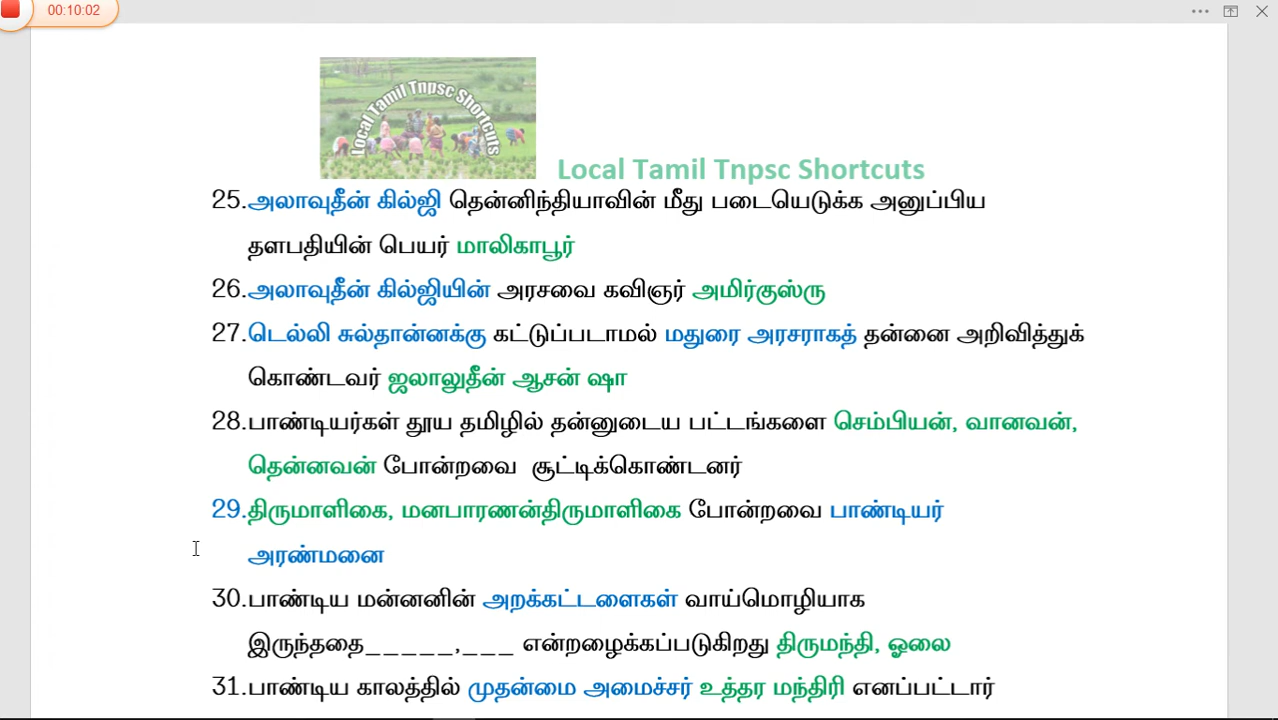 00:10:02
Local Tamil Tnpsc Shortcuts
Local Tamil Tnpsc Shortcuts
25.அலாவுதீன் கில்ஜி தென்னிந்தியாவின் மீது படையெடுக்க அனுப்பிய
தளபதியின் பெயர் மாலிகாபூர்
26.அலாவுதீன் கில்ஜியின் அரசவை கவிஞர் அமிர்குஸ்ரு
27.டெல்லி சுல்தான்னக்கு கட்டுப்படாமல் மதுரை அரசராகத் தன்னை அறிவித்துக்
கொண்டவர் ஜலாலுதீன் ஆசன் ஷா
28.பாண்டியர்கள் தூய தமிழில் தன்னுடைய பட்டங்களை செம்பியன், வானவன்,
தென்னவன் போன்றவை சூட்டிக்கொண்டனர்
29.திருமாளிகை, மனபாரணன்திருமாளிகை போன்றவை பாண்டியர்
அரண்மனை
30.பாண்டிய மன்னனின் அறக்கட்டளைகள் வாய்மொழியாக
இருந்ததை_____,___ என்றழைக்கப்படுகிறது திருமந்தி, ஓலை
31.பாண்டிய காலத்தில் முதன்மை அமைச்சர் உத்தர மந்திரி எனப்பட்டார்